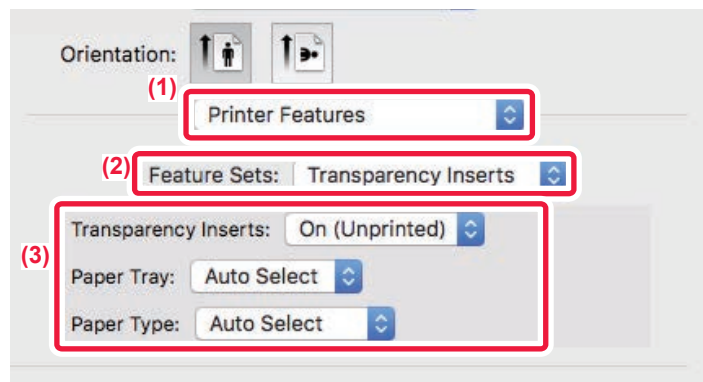 Orientation:
(1)
Printer Features
(2)
Feature Sets: Transparency Inserts
(3)
Transparency Inserts: On (Unprinted)
Paper Tray: Auto Select
Paper Type: Auto Select